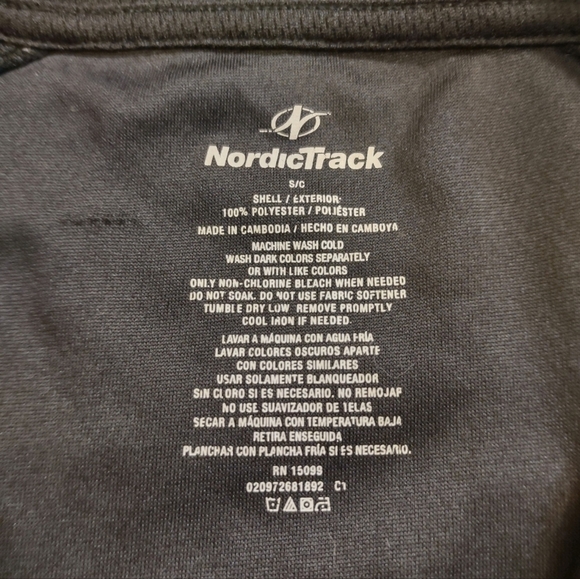 NordicTrack
S/C
SHELL / EXTERIOR:
100% POLYESTER / POLIÉSTER
MADE IN CAMBODIA / HECHO EN CAMBOYA
MACHINE WASH COLD
WASH DARK COLORS SEPARATELY
OR WITH LIKE COLORS
ONLY NON-CHLORINE BLEACH WHEN NEEDED
DO NOT SOAK. DO NOT USE FABRIC SOFTENER
TUMBLE DRY LOW. REMOVE PROMPTLY
COOL IRON IF NEEDED.
LAVAR A MÁQUINA CON AGUA FRÍA
LAVAR COLORES OSCUROS APARTE
CON COLORES SIMILARES
USAR SOLAMENTE BLANQUEADOR
SIN CLORO SI ES NECESARIO. NO REMOJAR
NO USE SUAVIZADOR DE TELAS
SECAR A MÁQUINA CON TEMPERATURA BAJA
RETIRA ENSEGUIDA
PLANCHAR CON PLANCHA FRÍA SI ES NECESARIO.
RN 15099
020972681892 C1